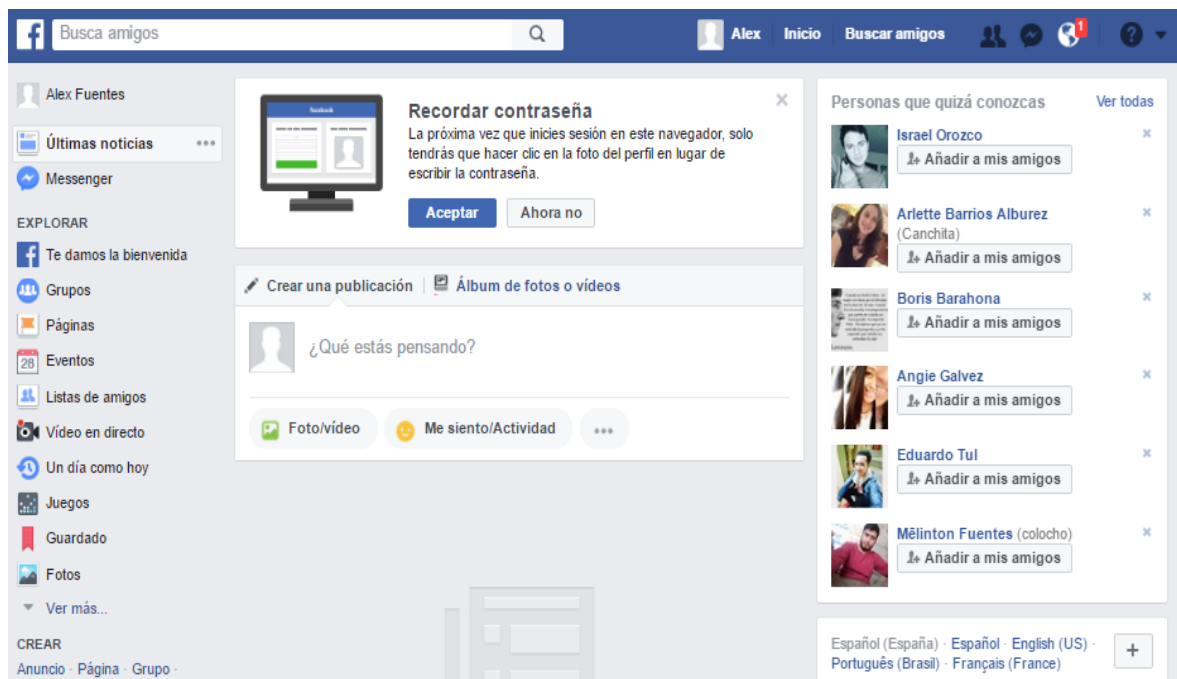 Busca amigos
Alex
Inicio
Buscar amigos
1
Alex Fuentes
Últimas noticias
Messenger
EXPLORAR
Te damos la bienvenida
Grupos
Páginas
28
Eventos
Listas de amigos
Vídeo en directo
Un día como hoy
Juegos
Guardado
Fotos
Ver más...
CREAR
Anuncio · Página · Grupo ·
facebook
Recordar contraseña
La próxima vez que inicies sesión en este navegador, solo
tendrás que hacer clic en la foto del perfil en lugar de
escribir la contraseña.
Aceptar
Ahora no
Crear una publicación
Álbum de fotos o vídeos
¿Qué estás pensando?
Foto/vídeo
Me siento/Actividad
Personas que quizá conozcas
Ver todas
Israel Orozco
Añadir a mis amigos
Arlette Barrios Alburez
(Canchita)
Añadir a mis amigos
Boris Barahona
Añadir a mis amigos
Angie Galvez
Añadir a mis amigos
Eduardo Tul
Añadir a mis amigos
Mēlinton Fuentes (colocho)
Añadir a mis amigos
Español (España) · Español · English (US) ·
Português (Brasil) · Français (France)